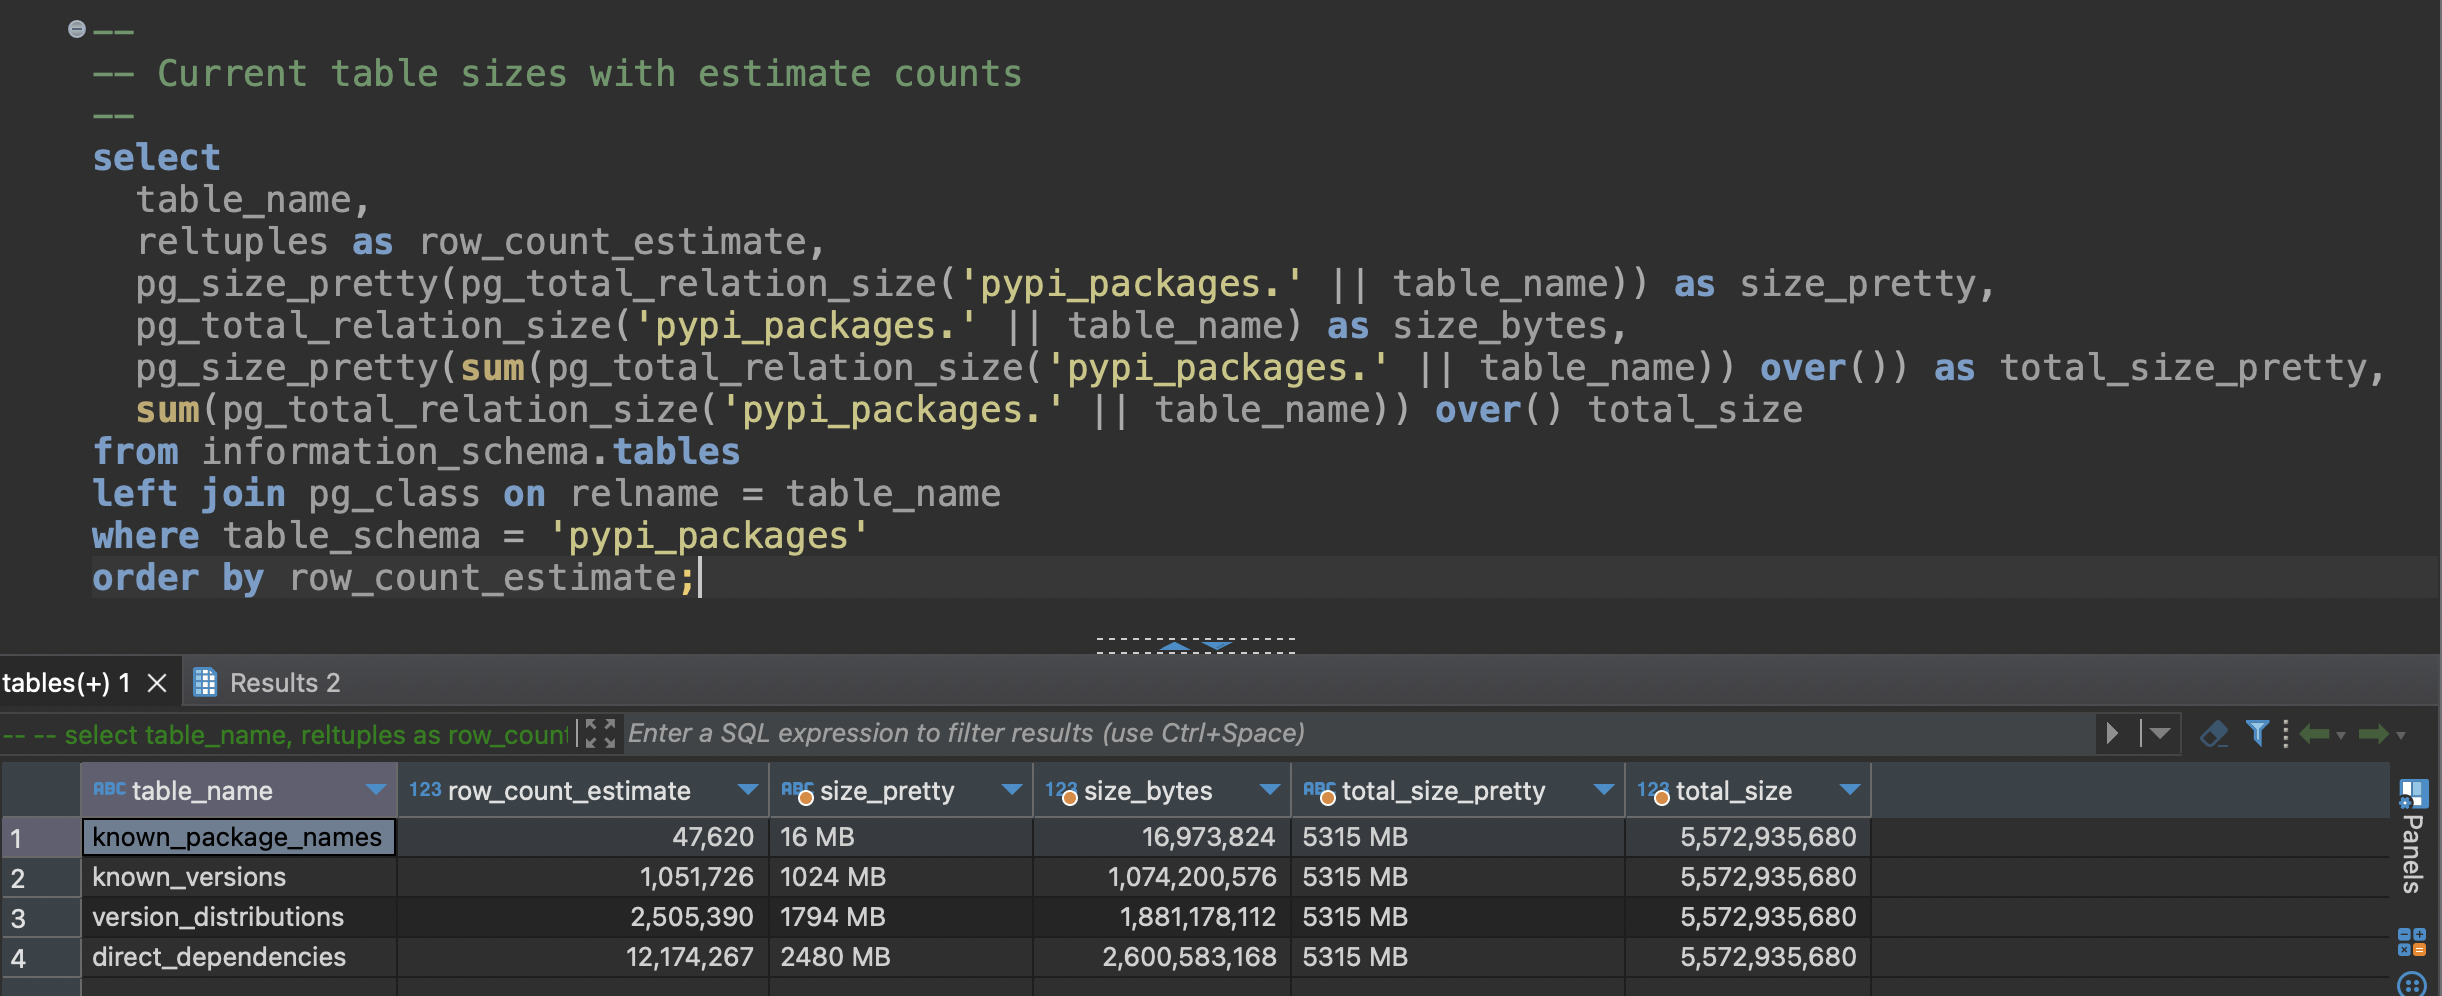 --
-- Current table sizes with estimate counts
--
select
  table_name,
  reltuples as row_count_estimate,
  pg_size_pretty(pg_total_relation_size('pypi_packages.' || table_name)) as size_pretty,
  pg_total_relation_size('pypi_packages.' || table_name) as size_bytes,
  pg_size_pretty(sum(pg_total_relation_size('pypi_packages.' || table_name)) over()) as total_size_pretty,
  sum(pg_total_relation_size('pypi_packages.' || table_name)) over() total_size
from information_schema.tables
left join pg_class on relname = table_name
where table_schema = 'pypi_packages'
order by row_count_estimate;
tables(+) 1 Results 2
-- -- select table_name, reltuples as row_count Enter a SQL expression to filter results (use Ctrl+Space)
ABC table_name 123 row_count_estimate ABC size_pretty 123 size_bytes ABC total_size_pretty 123 total_size
1 known_package_names 47,620 16 MB 16,973,824 5315 MB 5,572,935,680
2 known_versions 1,051,726 1024 MB 1,074,200,576 5315 MB 5,572,935,680
3 version_distributions 2,505,390 1794 MB 1,881,178,112 5315 MB 5,572,935,680
4 direct_dependencies 12,174,267 2480 MB 2,600,583,168 5315 MB 5,572,935,680
Panels